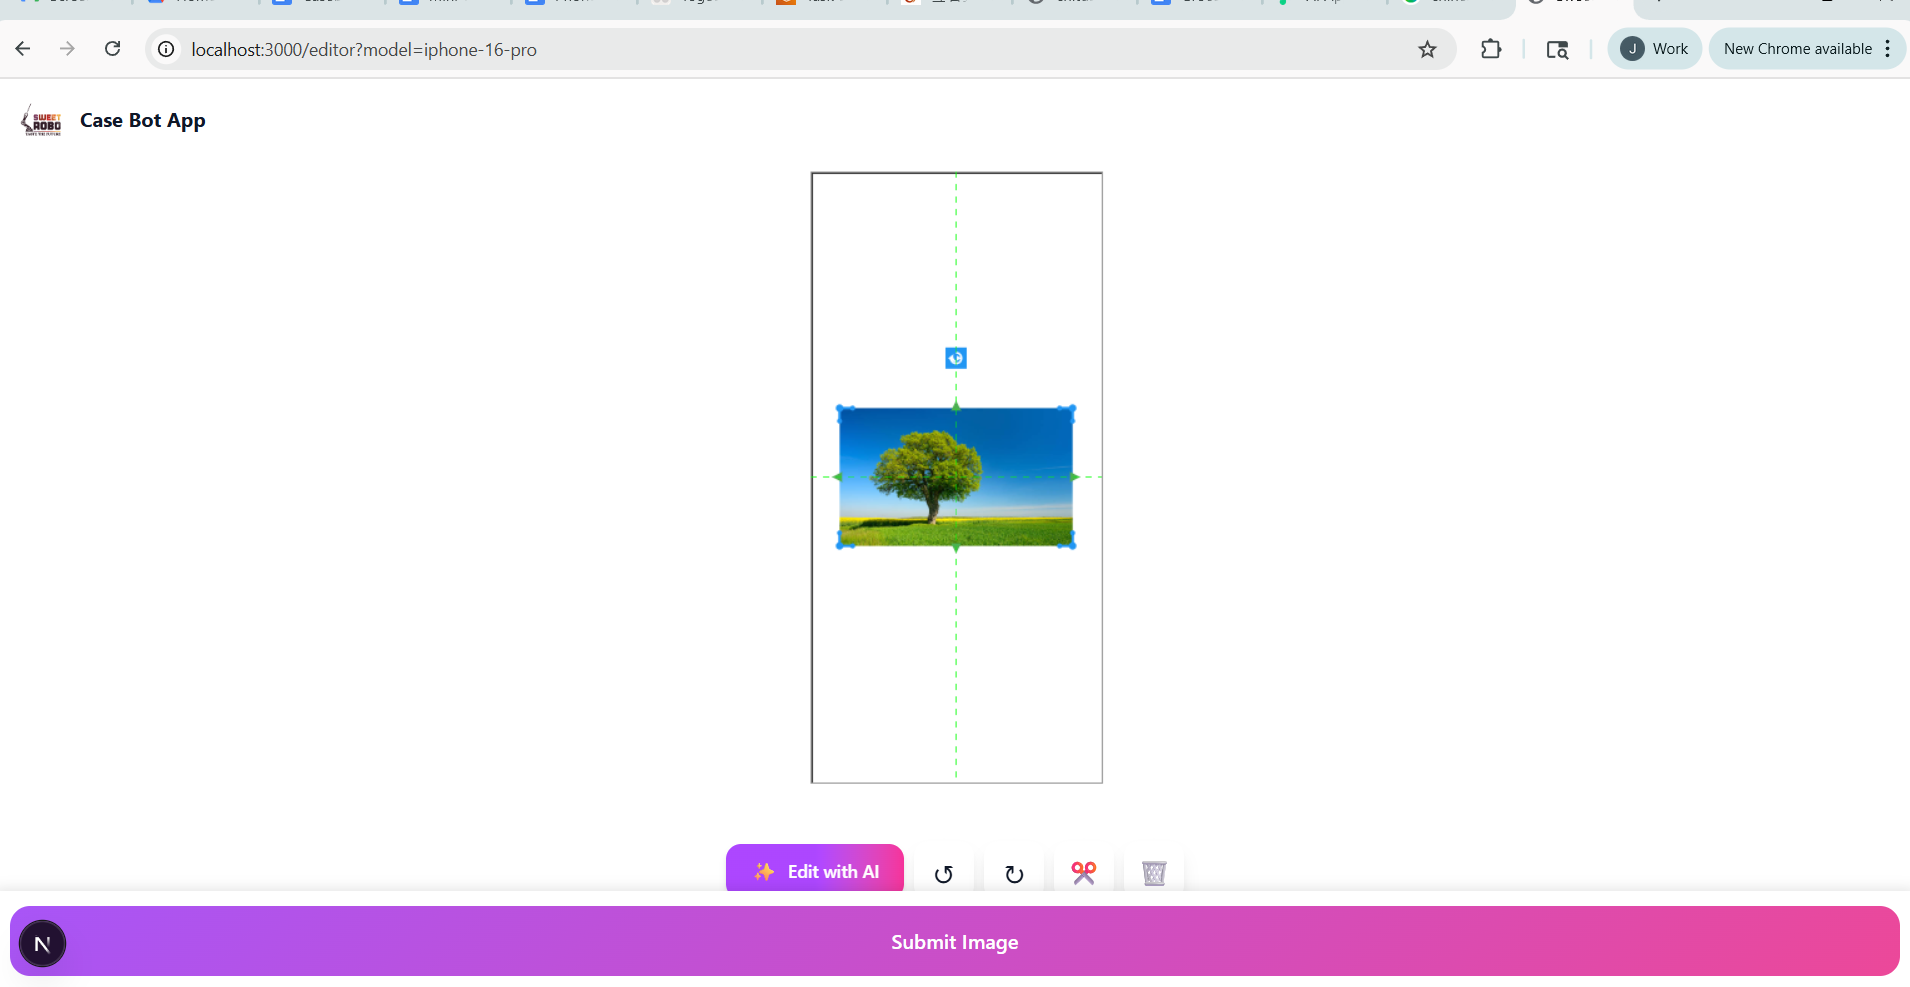 localhost:3000/editor?model=iphone-16-pro
J
Work
New Chrome available
SWEET
ROBO
Case Bot App
Edit with AI
Submit Image
N